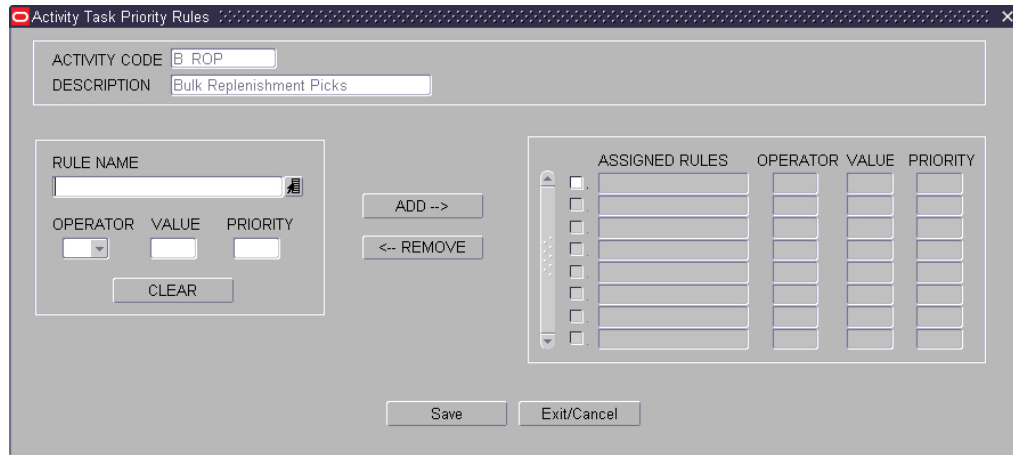 Activity Task Priority Rules
ACTIVITY CODE B ROP
DESCRIPTION Bulk Replenishment Picks
RULE NAME
OPERATOR VALUE PRIORITY
CLEAR
ADD -->
<-- REMOVE
ASSIGNED RULES OPERATOR VALUE PRIORITY
Save Exit/Cancel